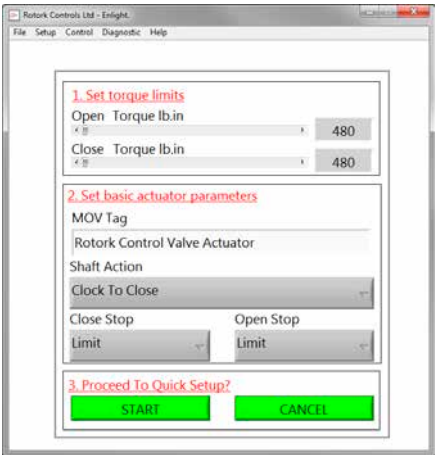 Rotork Controls Ltd - Enlight.
File Setup Control Diagnostic Help
1. Set torque limits
Open Torque lb.in
480
Close Torque lb.in
480
2. Set basic actuator parameters
MOV Tag
Rotork Control Valve Actuator
Shaft Action
Clock To Close
Close Stop Open Stop
Limit Limit
3. Proceed To Quick Setup?
START CANCEL